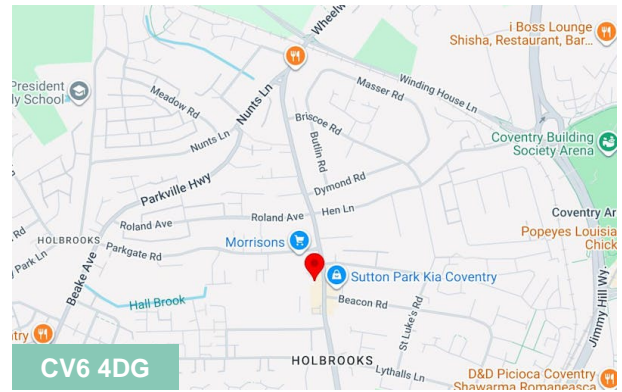 i Boss Lounge
Shisha, Restaurant, Bar...
Wheelw
President
ly School
Meadow Rd
Nunts Ln
Masser Rd
Winding House Ln
Briscoe Rd
Butlin Rd
Nunts Ln
Coventry Building
Society Arena
Parkville Hwy
Dymond Rd
Roland Ave
Hen Ln
Roland Ave
Coventry Ar
HOLBROOKS
Morrisons
Popeyes Louisia
Chick
Parkgate Rd
g Park Ln
Beake Ave
Sutton Park Kia Coventry
Hall Brook
Beacon Rd
St Luke's Rd
Jimmy Hill Wy.
ntry
HOLBROOKS
CV6 4DG
Lythalls Ln
D&D Picioca Coventry
Shawarma Romaneasca